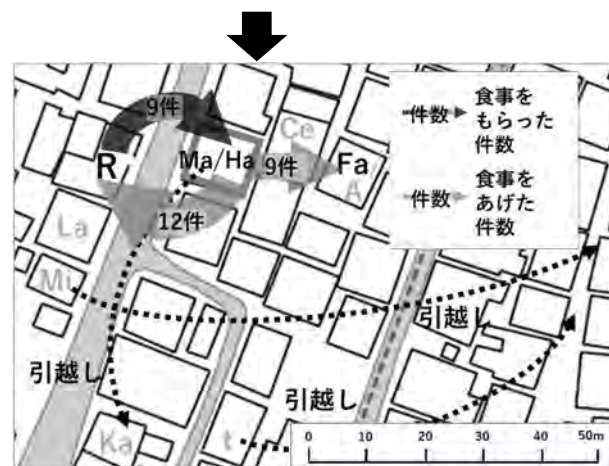 件数
食事を
もらった
件数
件数
食事を
あげた
件数
9件
R
Ma/Ha
9件
Ce
Fa
A
12件
La
Mi
引越し
引越し
引越し
Ka
t
0 10 20 30 40 50m